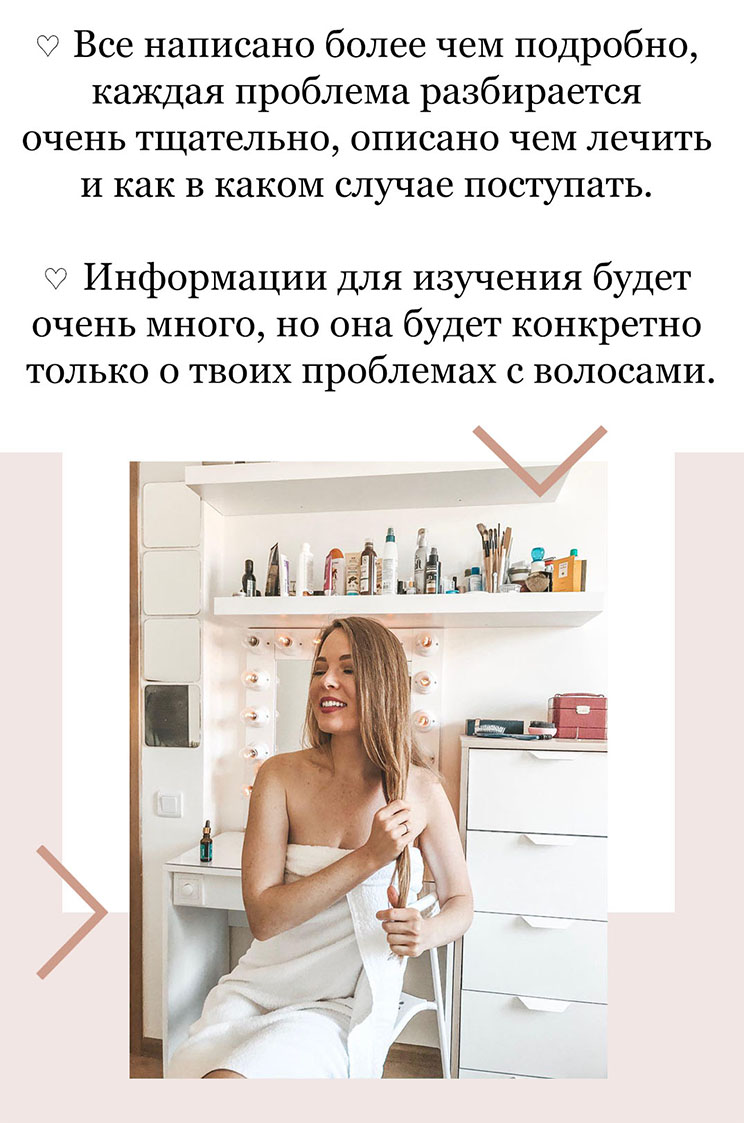 ♡ Все написано более чем подробно,
каждая проблема разбирается
очень тщательно, описано чем лечить
и как в каком случае поступать.
♡ Информации для изучения будет
очень много, но она будет конкретно
только о твоих проблемах с волосами.